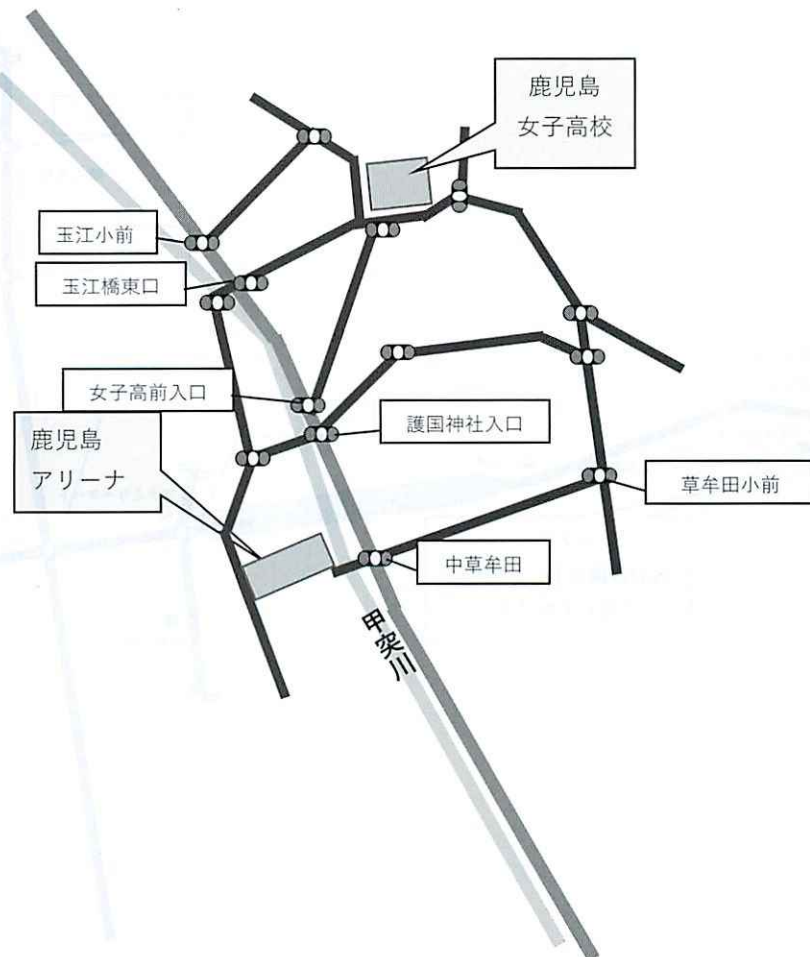 鹿児島
女子高校
玉江小前
玉江橋東口
女子高前入口
護国神社入口
鹿児島
アリーナ
草牟田小前
中草牟田
甲突川